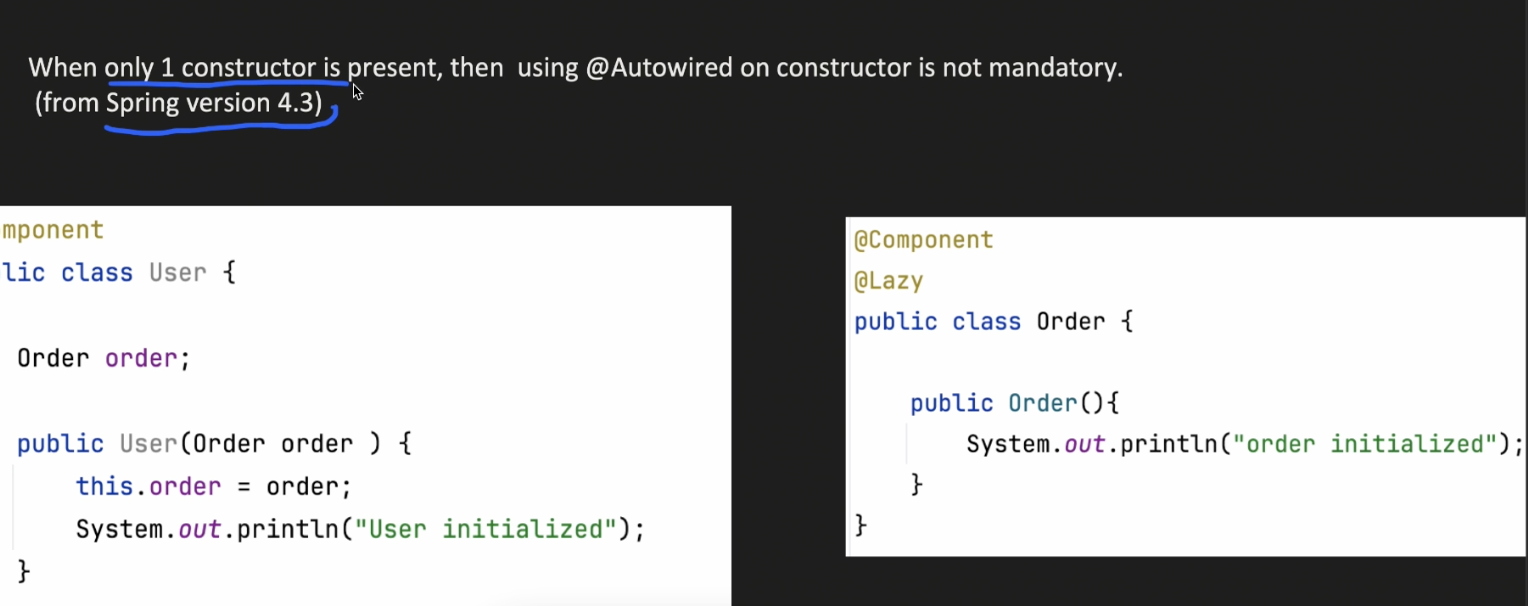 When only 1 constructor is present, then  using @Autowired on constructor is not mandatory.
(from Spring version 4.3)
mponent
lic class User {
Order order;
public User(Order order ) {
this.order = order;
System.out.println("User initialized");
}
@Component
@Lazy
public class Order {
public Order(){
System.out.println("order initialized");
}
}